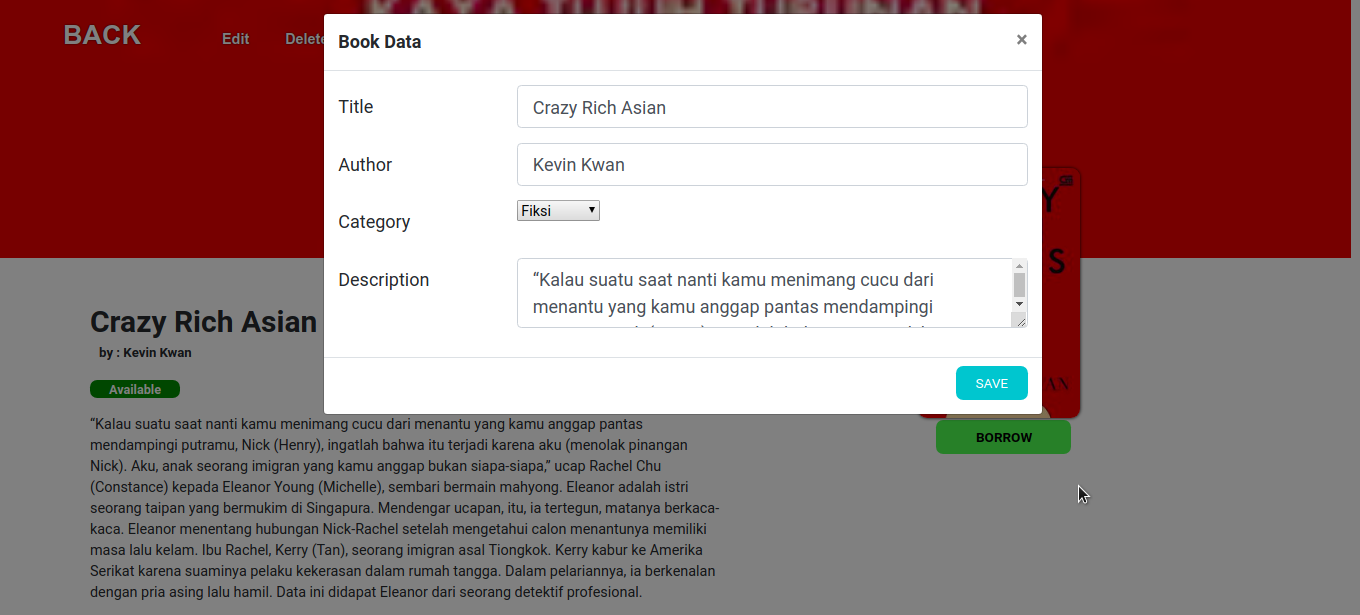 KAYA TUJUH TURUNAN
BACK
Edit
Delete
Book Data
×
Title
Crazy Rich Asian
Author
Kevin Kwan
Category
Fiksi
Description
“Kalau suatu saat nanti kamu menimang cucu dari
menantu yang kamu anggap pantas mendampingi
SAVE
Y
S
AN
Crazy Rich Asian
by : Kevin Kwan
Available
“Kalau suatu saat nanti kamu menimang cucu dari menantu yang kamu anggap pantas
mendampingi putramu, Nick (Henry), ingatlah bahwa itu terjadi karena aku (menolak pinangan
Nick). Aku, anak seorang imigran yang kamu anggap bukan siapa-siapa,” ucap Rachel Chu
(Constance) kepada Eleanor Young (Michelle), sembari bermain mahyong. Eleanor adalah istri
seorang taipan yang bermukim di Singapura. Mendengar ucapan, itu, ia tertegun, matanya berkaca-
kaca. Eleanor menentang hubungan Nick-Rachel setelah mengetahui calon menantunya memiliki
masa lalu kelam. Ibu Rachel, Kerry (Tan), seorang imigran asal Tiongkok. Kerry kabur ke Amerika
Serikat karena suaminya pelaku kekerasan dalam rumah tangga. Dalam pelariannya, ia berkenalan
dengan pria asing lalu hamil. Data ini didapat Eleanor dari seorang detektif profesional.
BORROW